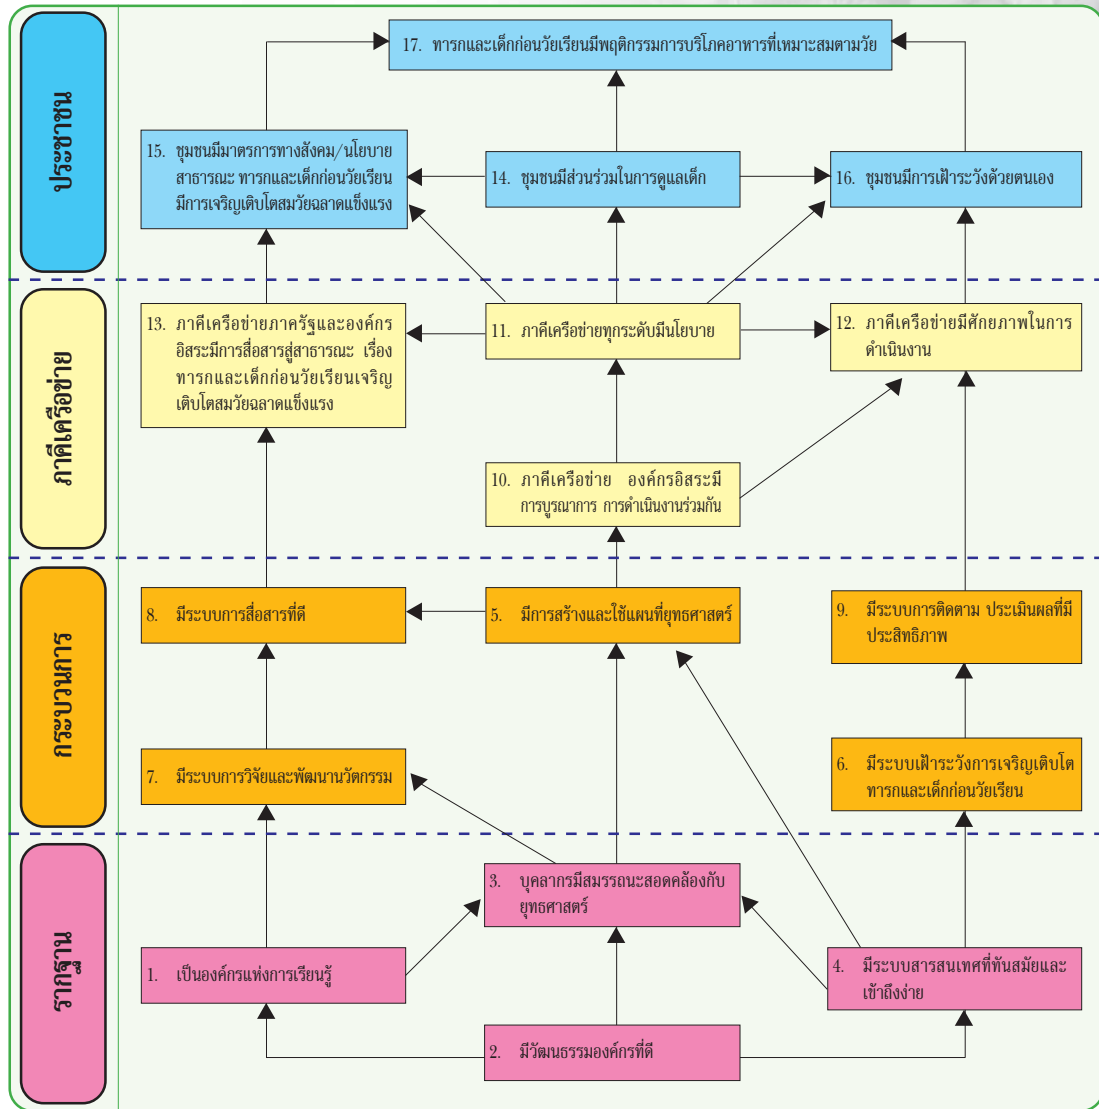 ประชาชน
17. ทารกและเด็กก่อนวัยเรียนมีพฤติกรรมการบริโภคอาหารที่เหมาะสมตามวัย
15. ชุมชนมีมาตรการทางสังคม/นโยบาย
สาธารณะ ทารกและเด็กก่อนวัยเรียน
มีการเจริญเติบโตสมวัยฉลาดแข็งแรง
14. ชุมชนมีส่วนร่วมในการดูแลเด็ก
16. ชุมชนมีการเฝ้าระวังด้วยตนเอง
ภาคีเครือข่าย
13. ภาคีเครือข่ายภาครัฐและองค์กร
อิสระมีการสื่อสารสู่สาธารณะ เรื่อง
ทารกและเด็กก่อนวัยเรียนเจริญ
เติบโตสมวัยฉลาดแข็งแรง
11. ภาคีเครือข่ายทุกระดับมีนโยบาย
12. ภาคีเครือข่ายมีศักยภาพในการ
ดำเนินงาน
10. ภาคีเครือข่าย องค์กรอิสระมี
การบูรณาการ การดำเนินงานร่วมกัน
กระบวนการ
8. มีระบบการสื่อสารที่ดี
5. มีการสร้างและใช้แผนที่ยุทธศาสตร์
9. มีระบบการติดตาม ประเมินผลที่มี
ประสิทธิภาพ
7. มีระบบการวิจัยและพัฒนานวัตกรรม
6. มีระบบเฝ้าระวังการเจริญเติบโต
ทารกและเด็กก่อนวัยเรียน
รากฐาน
3. บุคลากรมีสมรรถนะสอดคล้องกับ
ยุทธศาสตร์
1. เป็นองค์กรแห่งการเรียนรู้
4. มีระบบสารสนเทศที่ทันสมัยและ
เข้าถึงง่าย
2. มีวัฒนธรรมองค์กรที่ดี